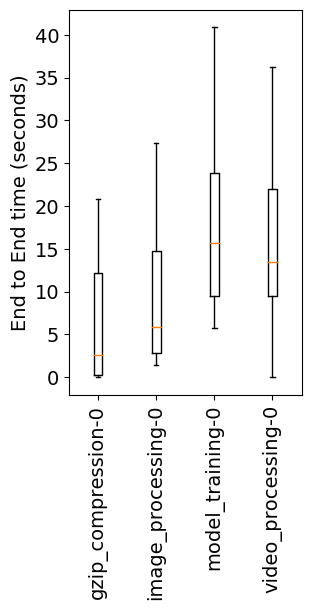 End to End time (seconds)
40
35
30
25
20
15
10
5
0
gzip_compression-0
image_processing-0
model_training-0
video_processing-0